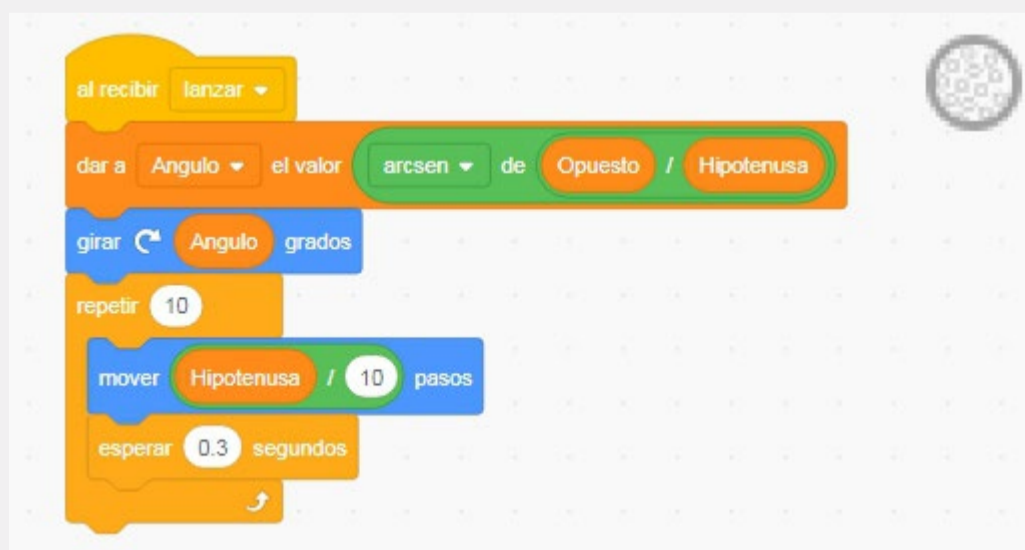 al recibir lanzar
dar a Angulo el valor arcsen de Opuesto / Hipotenusa
girar Angulo grados
repetir 10
mover Hipotenusa / 10 pasos
esperar 0.3 segundos